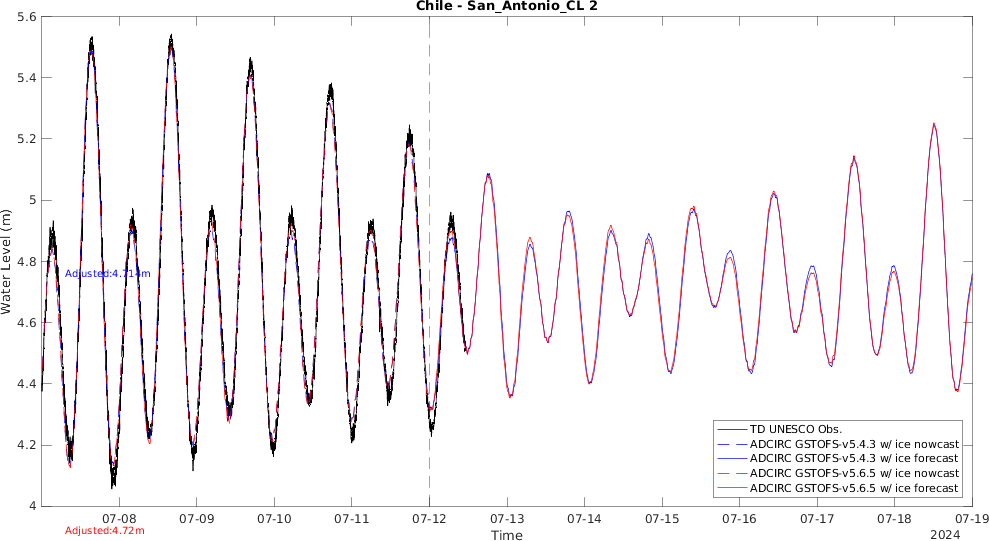 Chile - San_Antonio_CL 2
Water Level (m)
5.6
5.4
5.2
5
4.8
4.6
4.4
4.2
4
Adjusted:4.714m
Adjusted:4.72m
TD UNESCO Obs.
ADCIRC GSTOFS-v5.4.3 w/ ice nowcast
ADCIRC GSTOFS-v5.4.3 w/ ice forecast
ADCIRC GSTOFS-v5.6.5 w/ ice nowcast
ADCIRC GSTOFS-v5.6.5 w/ ice forecast
07-08 07-09 07-10 07-11 07-12 07-13 07-14 07-15 07-16 07-17 07-18 07-19
Time
2024